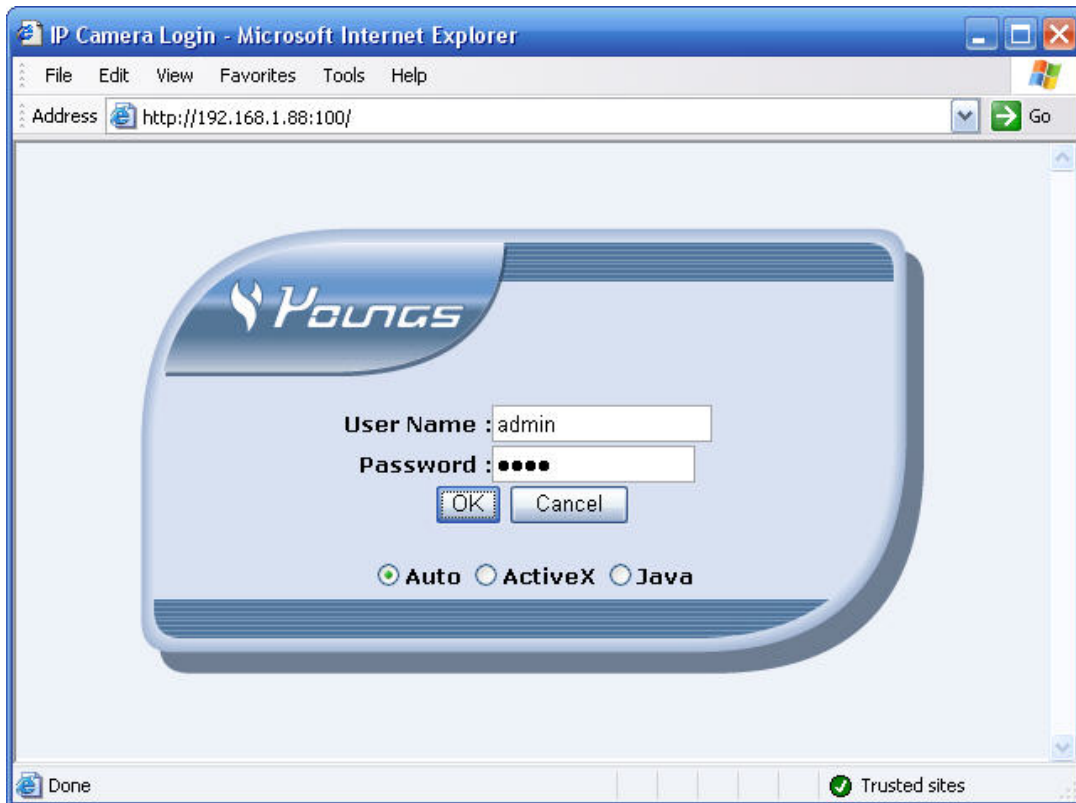 IP Camera Login - Microsoft Internet Explorer
File Edit View Favorites Tools Help
Address http://192.168.1.88:100/ Go
Youngs
User Name : admin
Password : ••••
OK Cancel
Auto ActiveX Java
Done Trusted sites